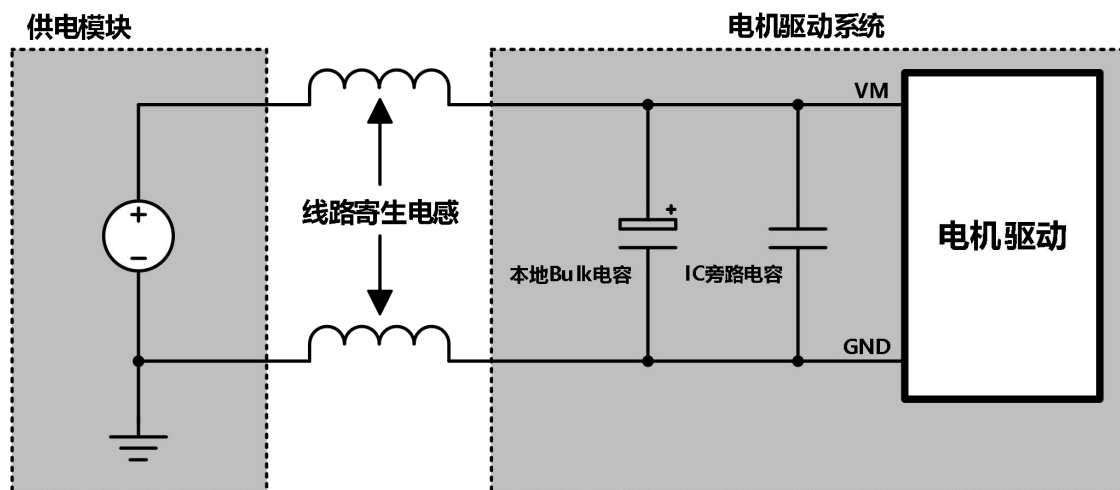 供电模块
电机驱动系统
VM
线路寄生电感
+
-
+
电机驱动
本地Bulk电容
IC旁路电容
GND